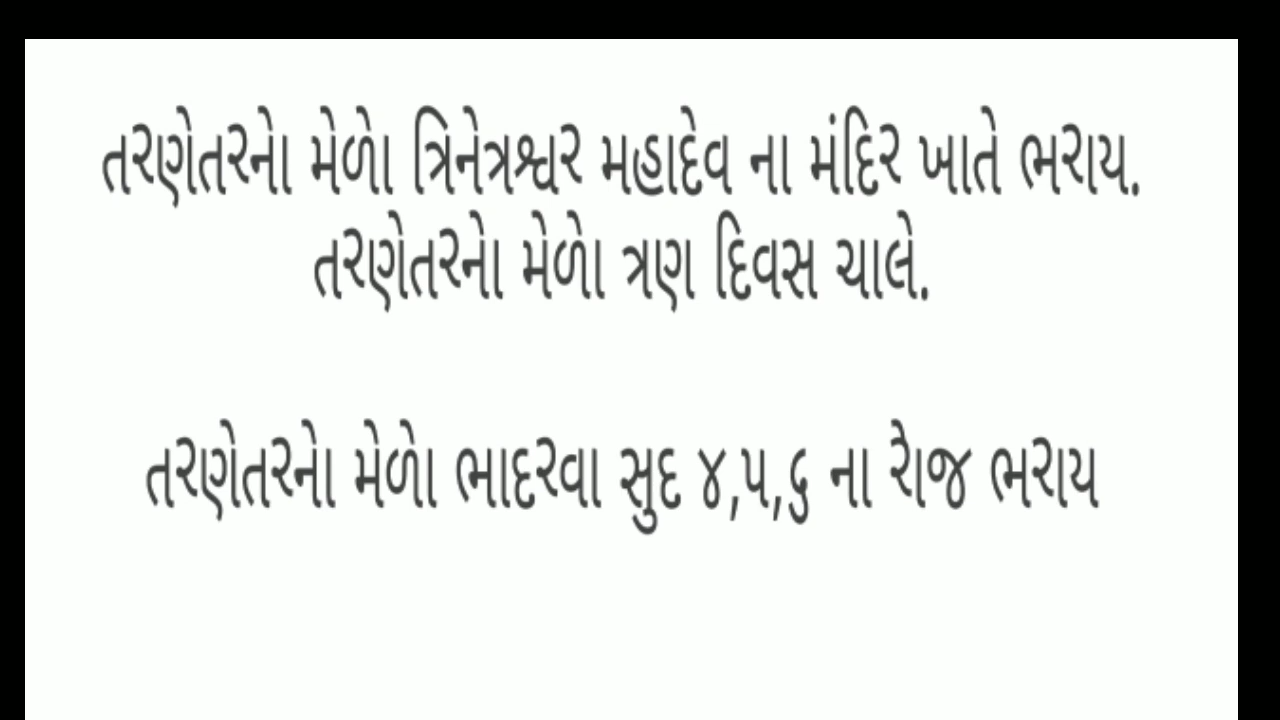 તરણેતરનો મેળો ત્રિનેત્રશ્વર મહાદેવ ના મંદિર ખાતે ભરાય.
તરણેતરનો મેળો ત્રણ દિવસ ચાલે.
તરણેતરનો મેળો ભાદરવા સુદ ૪,૫,૬ ના રોજ ભરાય